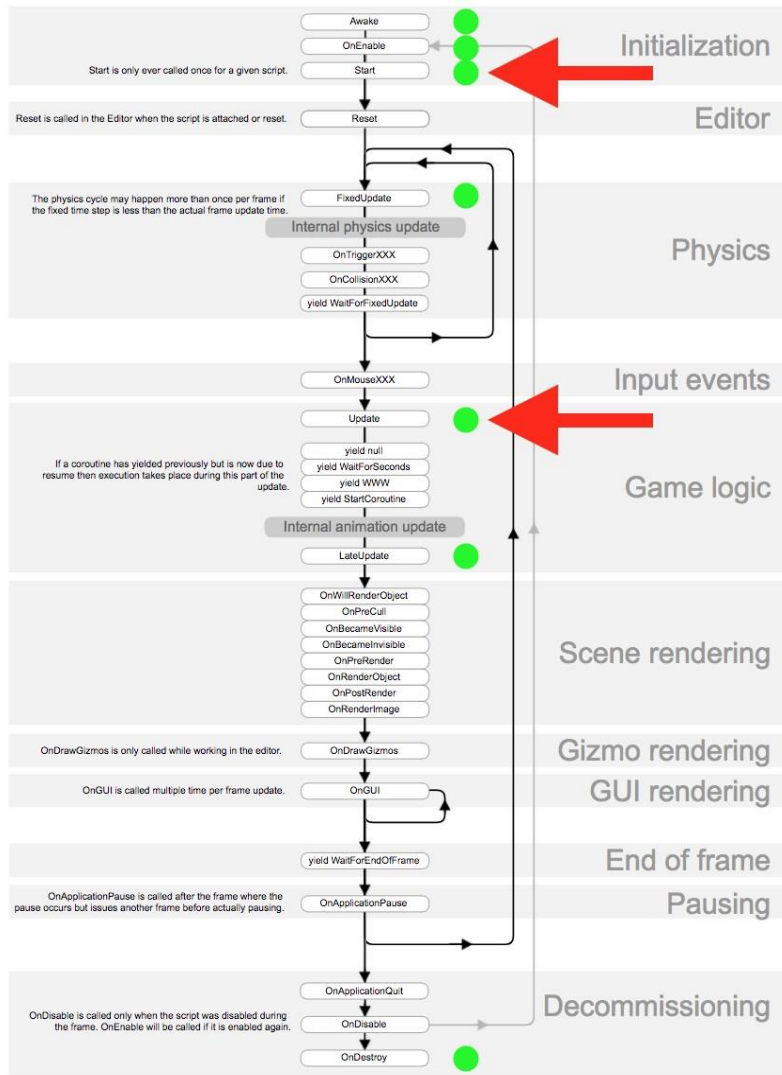 Awake
OnEnable
Initialization
Start is only ever called once for a given script.
Start
Reset is called in the Editor when the script is attached or reset.
Reset
Editor
The physics cycle may happen more than once per frame if
the fixed time step is less than the actual frame update time.
FixedUpdate
Internal physics update
OnTriggerXXX
Physics
OnCollisionXXX
yield WaitForFixedUpdate
OnMouseXXX
Input events
Update
yield null
If a coroutine has yielded previously but is now due to
resume then execution takes place during this part of the
update.
yield WaitForSeconds
yield WWW
yield StartCoroutine
Game logic
Internal animation update
LateUpdate
OnWillRenderObject
OnPreCull
OnBecameVisible
OnBecameInvisible
OnPreRender
OnRenderObject
OnPostRender
OnRenderImage
Scene rendering
OnDrawGizmos is only called while working in the editor.
OnDrawGizmos
Gizmo rendering
OnGUI is called multiple time per frame update.
OnGUI
GUI rendering
yield WaitForEndOfFrame
End of frame
OnApplicationPause is called after the frame where the
pause occurs but issues another frame before actually pausing.
OnApplicationPause
Pausing
OnApplicationQuit
Decommissioning
OnDisable is called only when the script was disabled during
the frame. OnEnable will be called if it is enabled again.
OnDisable
OnDestroy